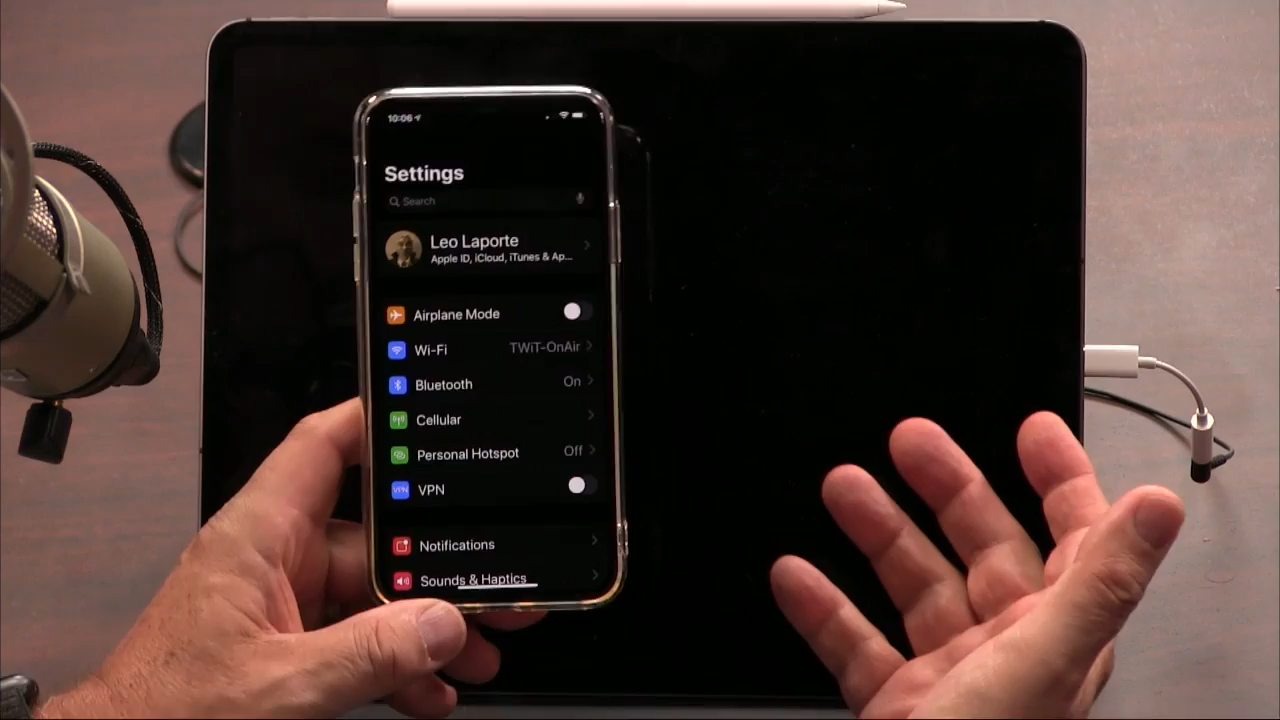 10:06
Settings
Search
Leo Laporte
Apple ID, iCloud, iTunes & Ap...
Airplane Mode
Wi-Fi TWiT-OnAir
Bluetooth On
Cellular
Personal Hotspot Off
VPN VPN
Notifications
Sounds & Haptics